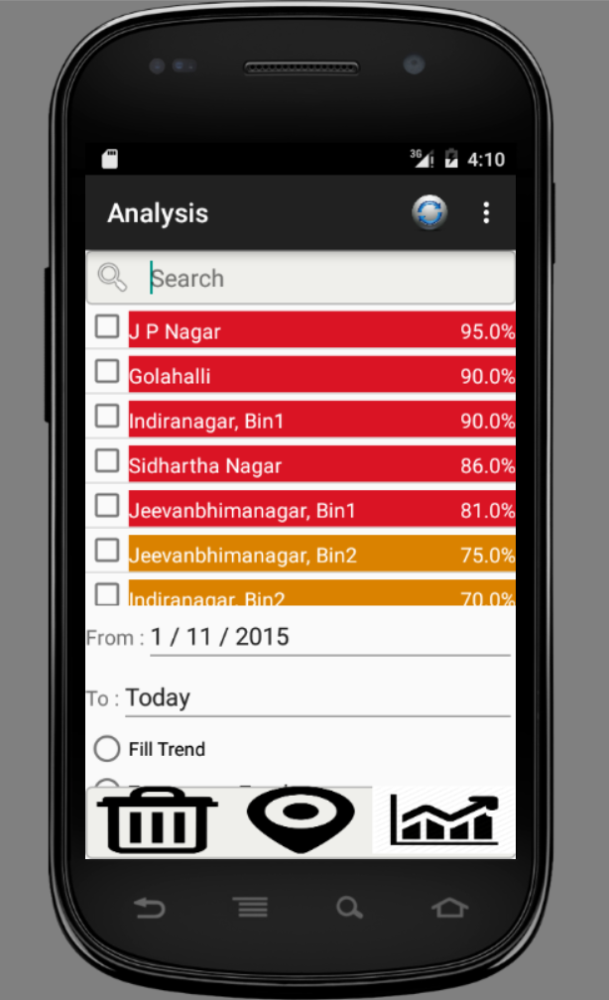 3G 4:10
Analysis
Search
J P Nagar 95.0%
Golahalli 90.0%
Indiranagar, Bin1 90.0%
Sidhartha Nagar 86.0%
Jeevanbhimanagar, Bin1 81.0%
Jeevanbhimanagar, Bin2 75.0%
Indiranagar, Bin2 70.0%
From : 1 / 11 / 2015
To : Today
Fill Trend